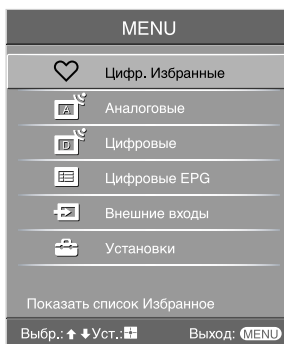 MENU
Цифр. Избранные
A Аналоговые
D Цифровые
Цифровые EPG
Внешние входы
Установки
Показать список Избранное
Выбр.: Уст.: Выход: MENU